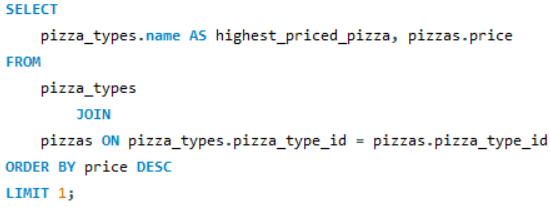 SELECT
pizza_types.name AS highest_priced_pizza, pizzas.price
FROM
pizza_types
JOIN
pizzas ON pizza_types.pizza_type_id = pizzas.pizza_type_id
ORDER BY price DESC
LIMIT 1;